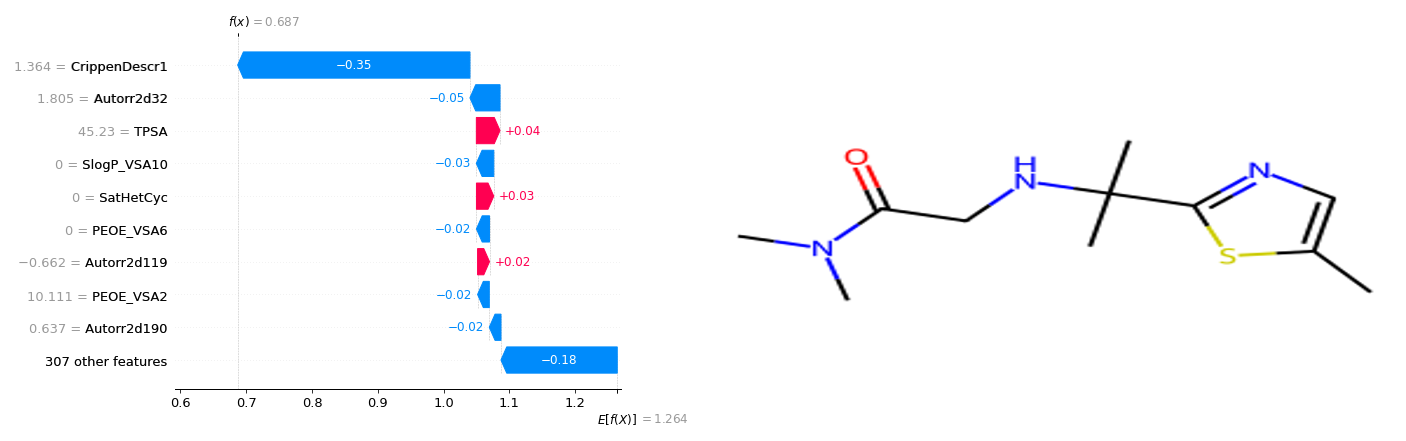 f(x) = 0.687
1.364 = CrippenDescr1 −0.35
1.805 = Autorr2d32 −0.05
45.23 = TPSA +0.04
0 = SlogP_VSA10 −0.03
0 = SatHetCyc +0.03
0 = PEOE_VSA6 −0.02
−0.662 = Autorr2d119 +0.02
10.111 = PEOE_VSA2 −0.02
0.637 = Autorr2d190 −0.02
307 other features −0.18
0.6 0.7 0.8 0.9 1.0 1.1 1.2
E[f(X)] = 1.264
O
H
N
N
N
S